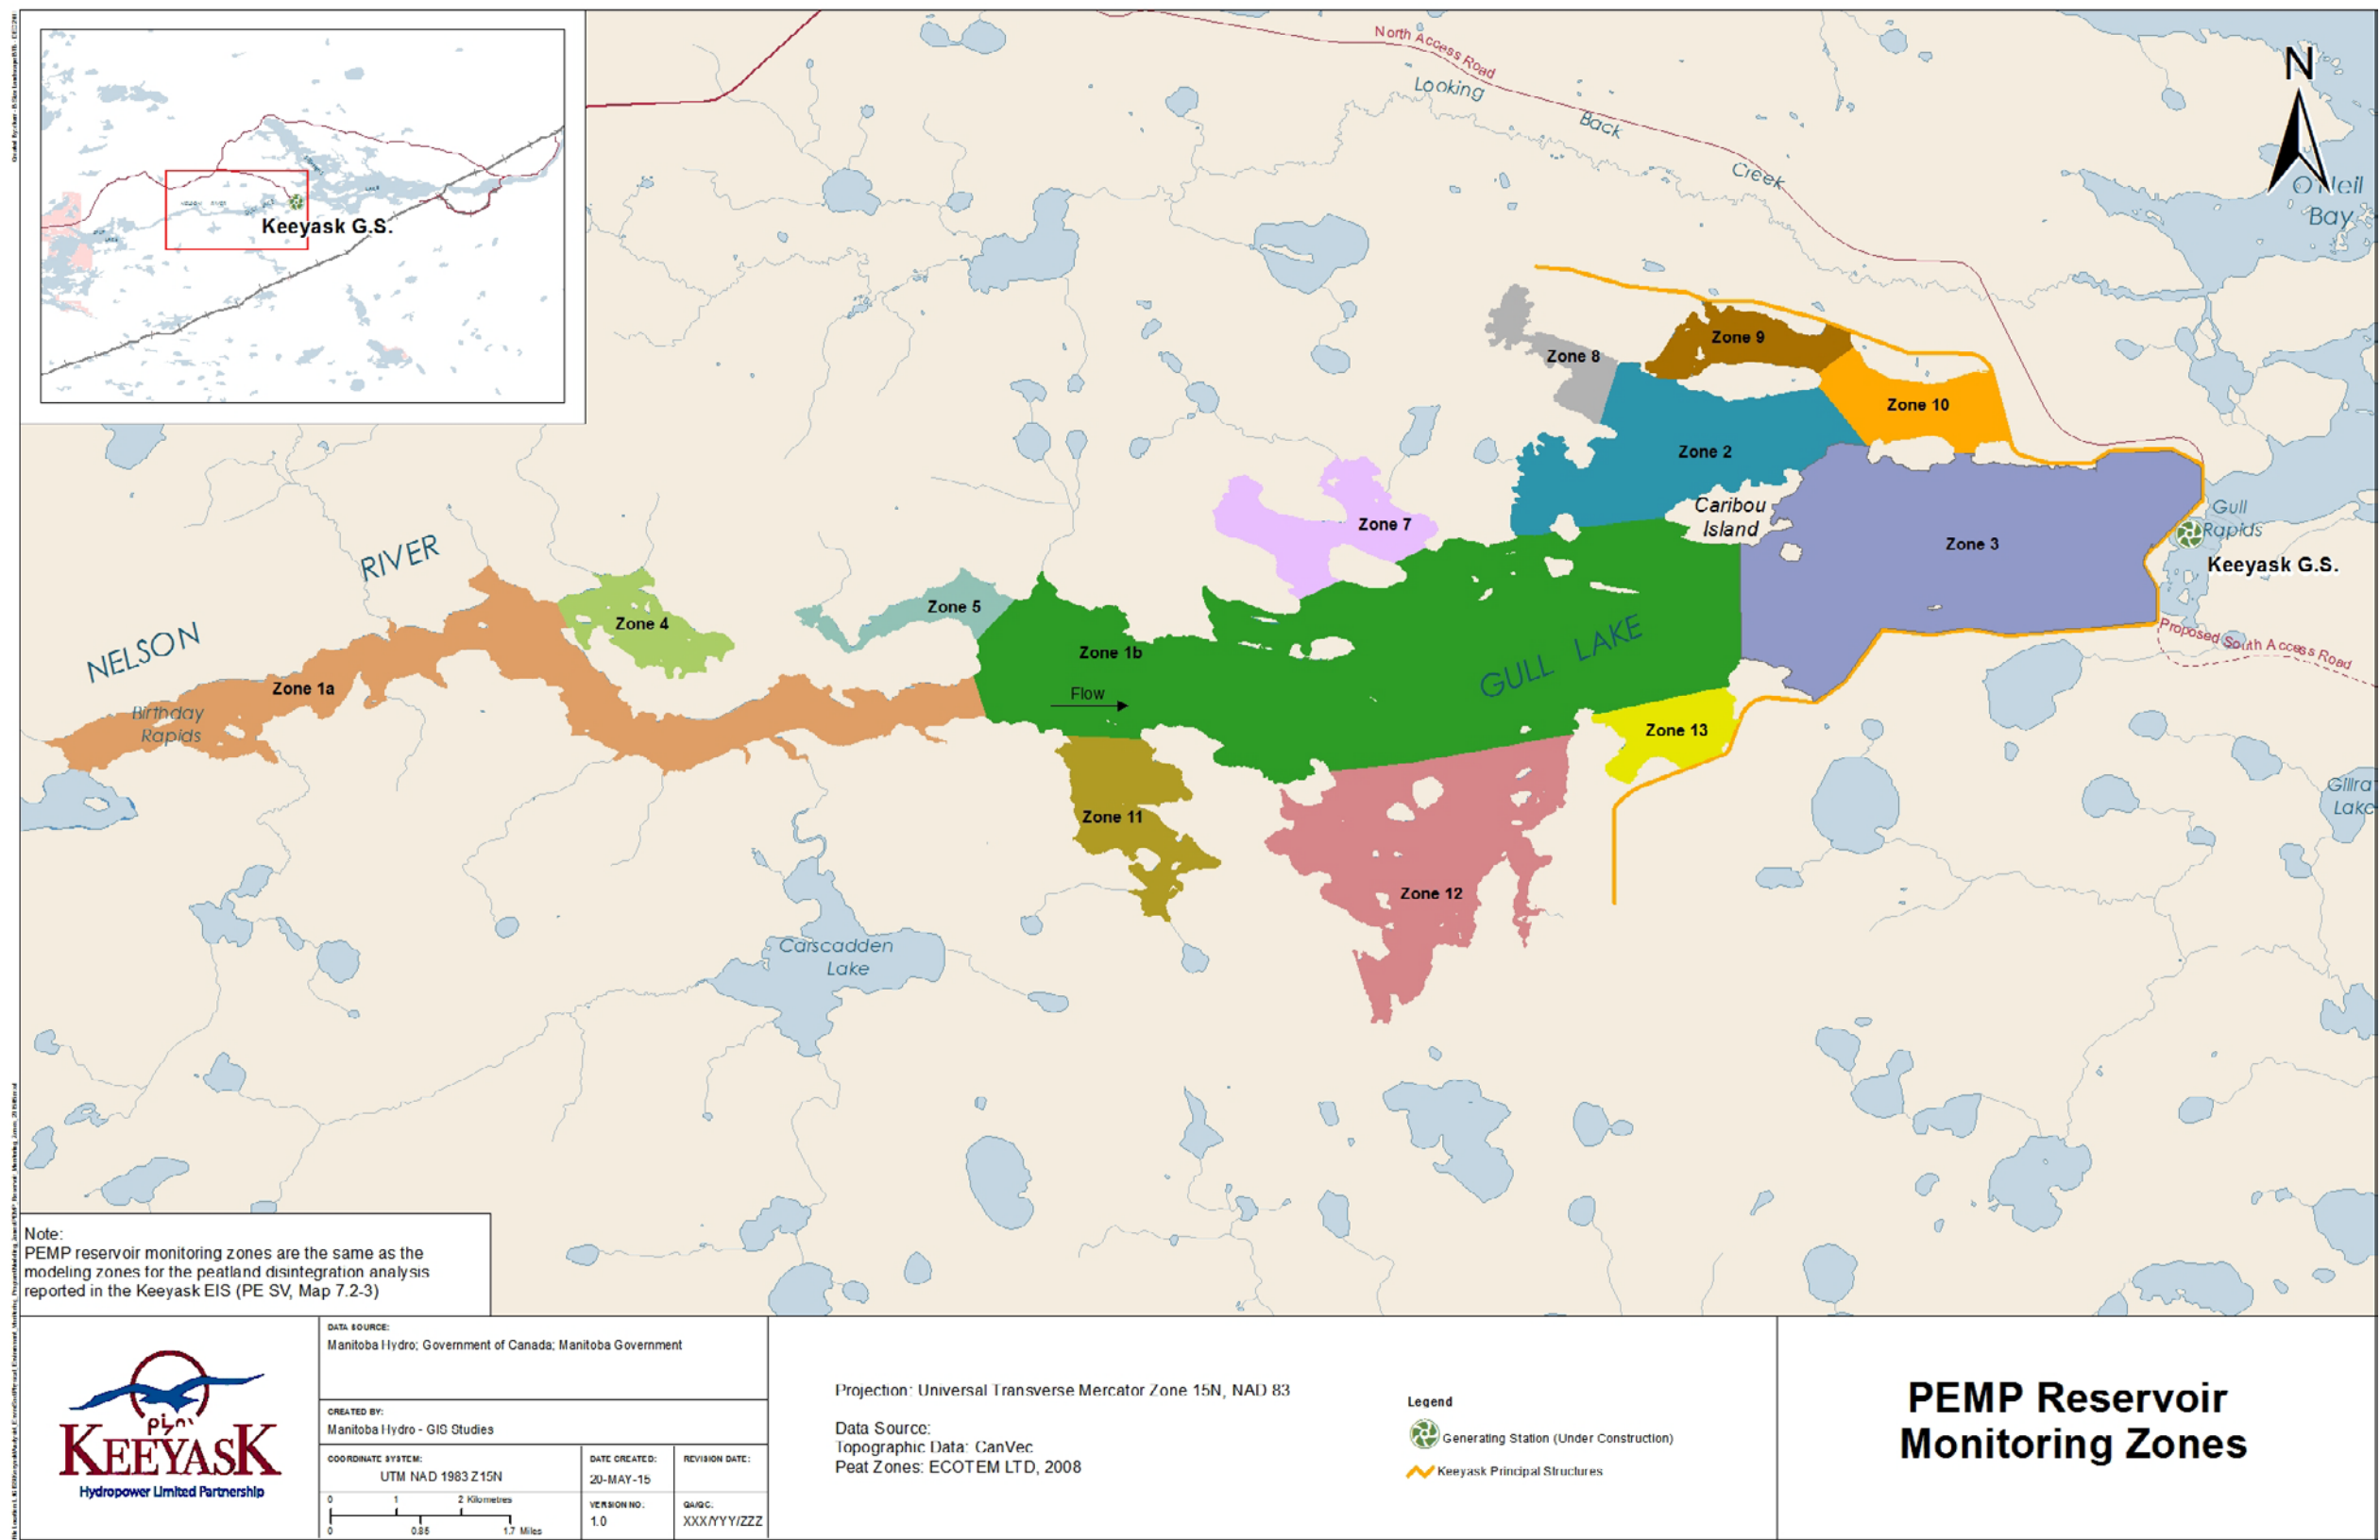 North Access Road
Looking
Back
Creek
N
O'Neil
Bay
Keeyask G.S.
Zone 9
Zone 8
Zone 10
Zone 2
Caribou
Island
Gull
Rapids
Zone 7
Zone 3
Keeyask G.S.
RIVER
NELSON
Zone 4
Zone 5
Zone 1b
GULL LAKE
Proposed South Access Road
Zone 1a
Flow
Birthday
Rapids
Zone 13
Zone 11
Gillra
Lake
Zone 12
Carscadden
Lake
Note:
PEMP reservoir monitoring zones are the same as the
modeling zones for the peatland disintegration analysis
reported in the Keeyask EIS (PE SV, Map 7.2-3)
KEEYASK
Hydropower Limited Partnership
DATA SOURCE:
Manitoba Hydro; Government of Canada; Manitoba Government
CREATED BY:
Manitoba Hydro - GIS Studies
COORDINATE SYSTEM:
UTM NAD 1983 Z15N
DATE CREATED:
20-MAY-15
REVISION DATE:
0 1 2 Kilometres
0 0.85 1.7 Miles
VERSION NO:
1.0
QA/QC:
XXX/YYY/ZZZ
Projection: Universal Transverse Mercator Zone 15N, NAD 83
Data Source:
Topographic Data: CanVec
Peat Zones: ECOTEM LTD, 2008
Legend
Generating Station (Under Construction)
Keeyask Principal Structures
PEMP Reservoir
Monitoring Zones